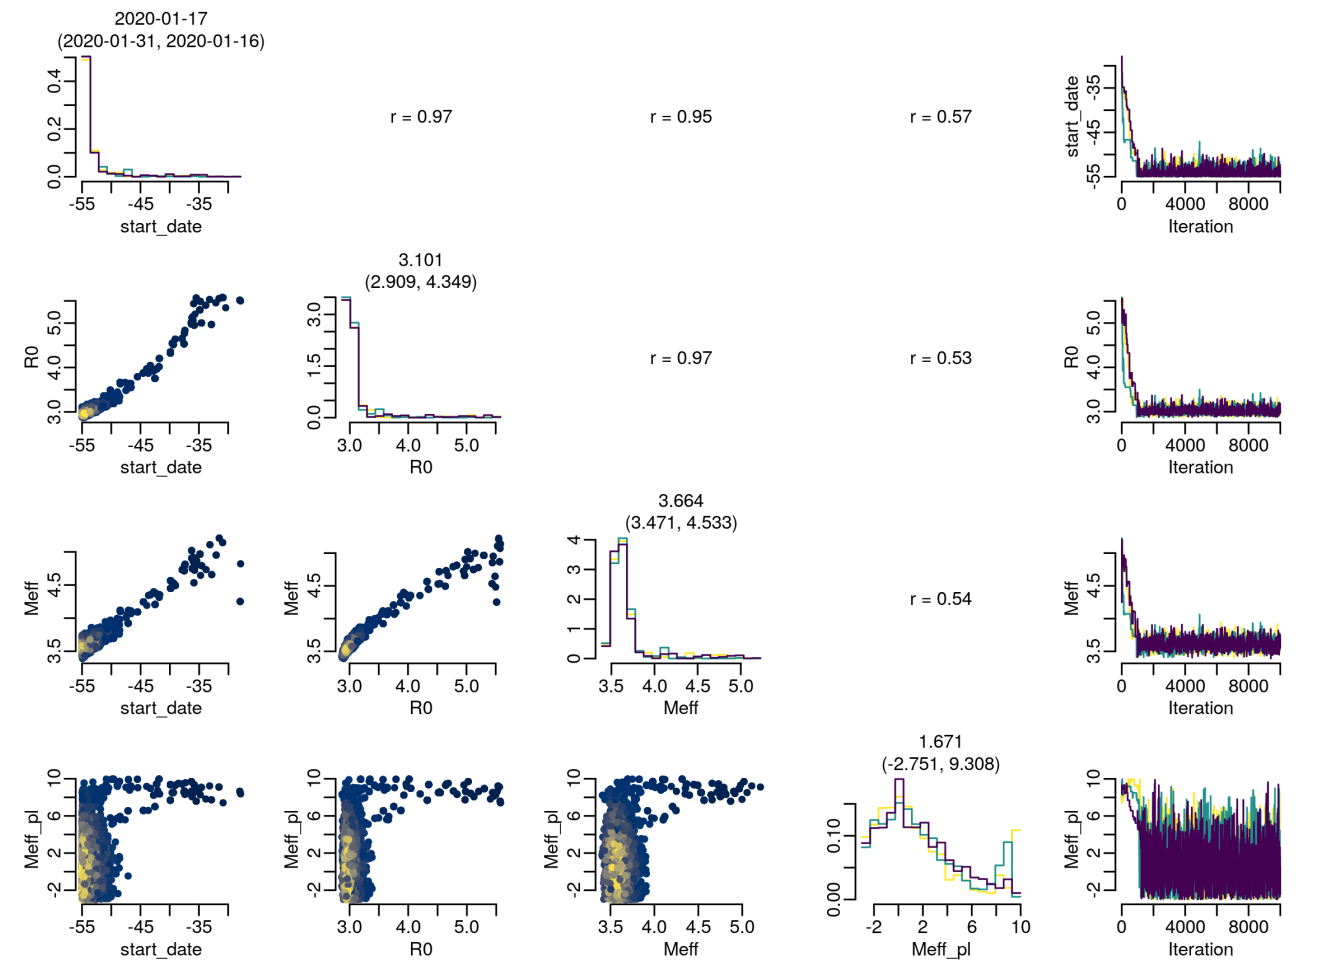 2020-01-17
(2020-01-31, 2020-01-16)
0.0 0.2 0.4
-55 -45 -35
start_date
r = 0.97
r = 0.95
r = 0.57
start_date
-55 -45 -35
0 4000 8000
Iteration
R0
3.0 4.0 5.0
-55 -45 -35
start_date
3.101
(2.909, 4.349)
0.0 1.5 3.0
3.0 4.0 5.0
R0
r = 0.97
r = 0.53
R0
3.0 4.0 5.0
0 4000 8000
Iteration
Meff
3.5 4.5
-55 -45 -35
start_date
Meff
3.5 4.5
3.0 4.0 5.0
R0
3.664
(3.471, 4.533)
0 1 2 3 4
3.5 4.0 4.5 5.0
Meff
r = 0.54
Meff
3.5 4.5
0 4000 8000
Iteration
Meff_pl
-2 2 6 10
-55 -45 -35
start_date
Meff_pl
-2 2 6 10
3.0 4.0 5.0
R0
Meff_pl
-2 2 6 10
3.5 4.0 4.5 5.0
Meff
1.671
(-2.751, 9.308)
0.00 0.10
-2 2 6 10
Meff_pl
Meff_pl
-2 2 6 10
0 4000 8000
Iteration